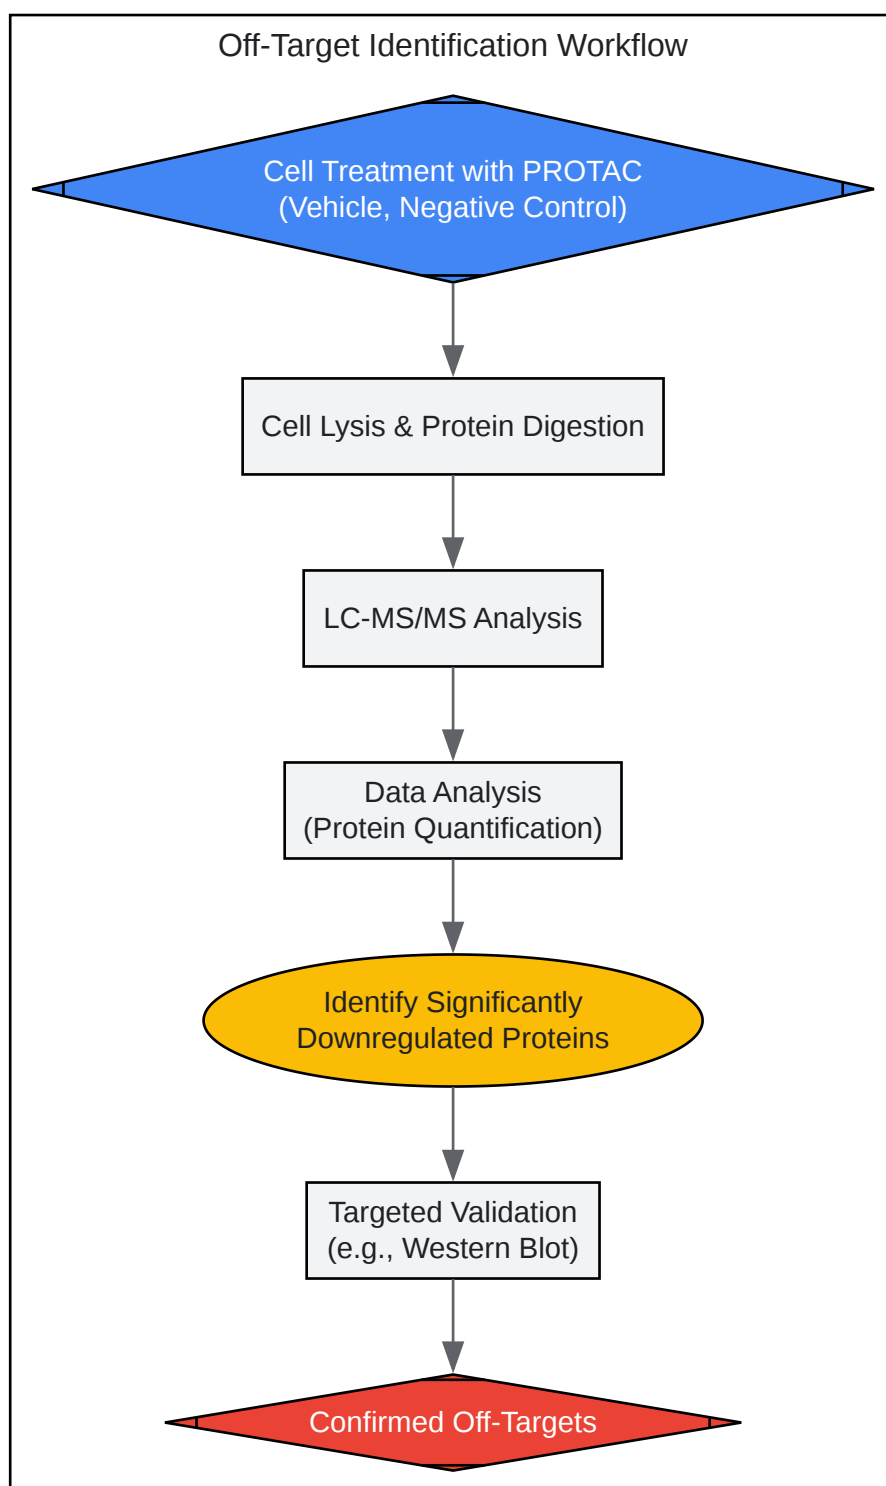 Off-Target Identification Workflow
Cell Treatment with PROTAC
(Vehicle, Negative Control)
Cell Lysis & Protein Digestion
LC-MS/MS Analysis
Data Analysis
(Protein Quantification)
Identify Significantly
Downregulated Proteins
Targeted Validation
(e.g., Western Blot)
Confirmed Off-Targets